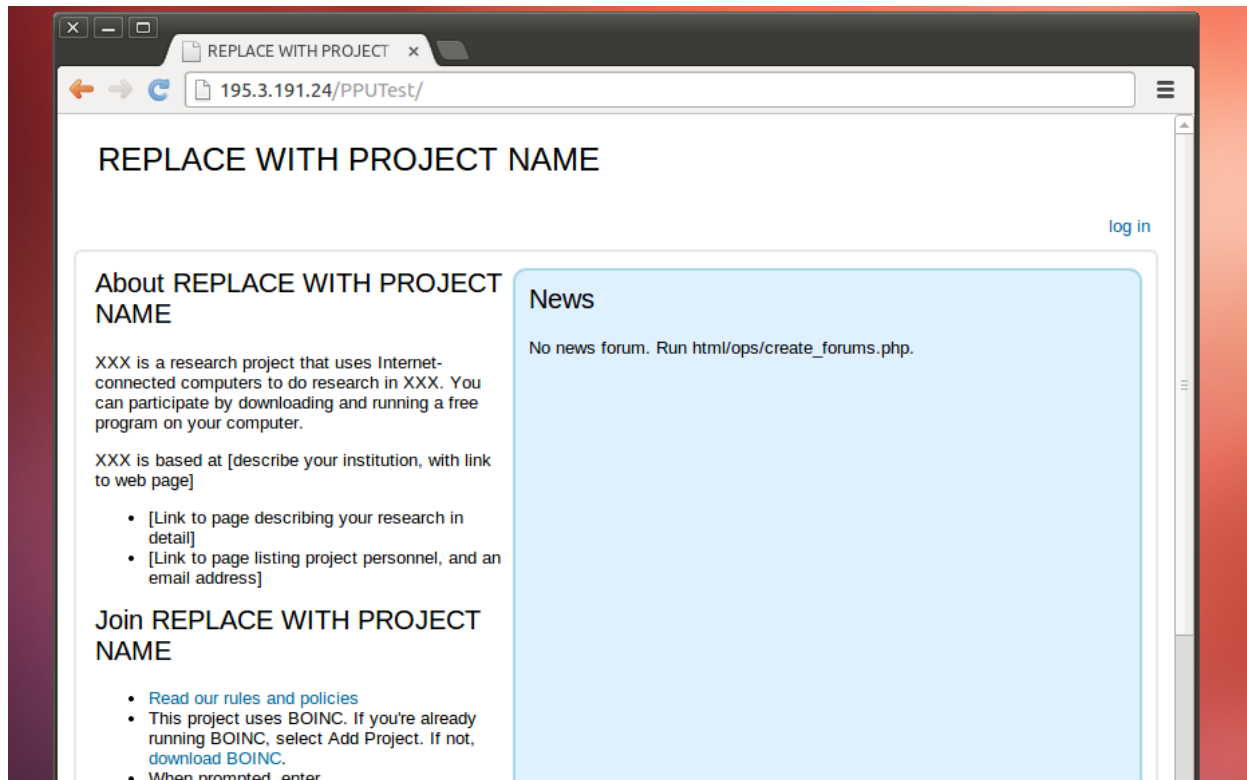 REPLACE WITH PROJECT
195.3.191.24/PPUTest/
REPLACE WITH PROJECT NAME
log in
About REPLACE WITH PROJECT
NAME
XXX is a research project that uses Internet-
connected computers to do research in XXX. You
can participate by downloading and running a free
program on your computer.
XXX is based at [describe your institution, with link
to web page]
• [Link to page describing your research in
detail]
• [Link to page listing project personnel, and an
email address]
Join REPLACE WITH PROJECT
NAME
• Read our rules and policies
• This project uses BOINC. If you're already
running BOINC, select Add Project. If not,
download BOINC.
• When prompted, enter
News
No news forum. Run html/ops/create_forums.php.